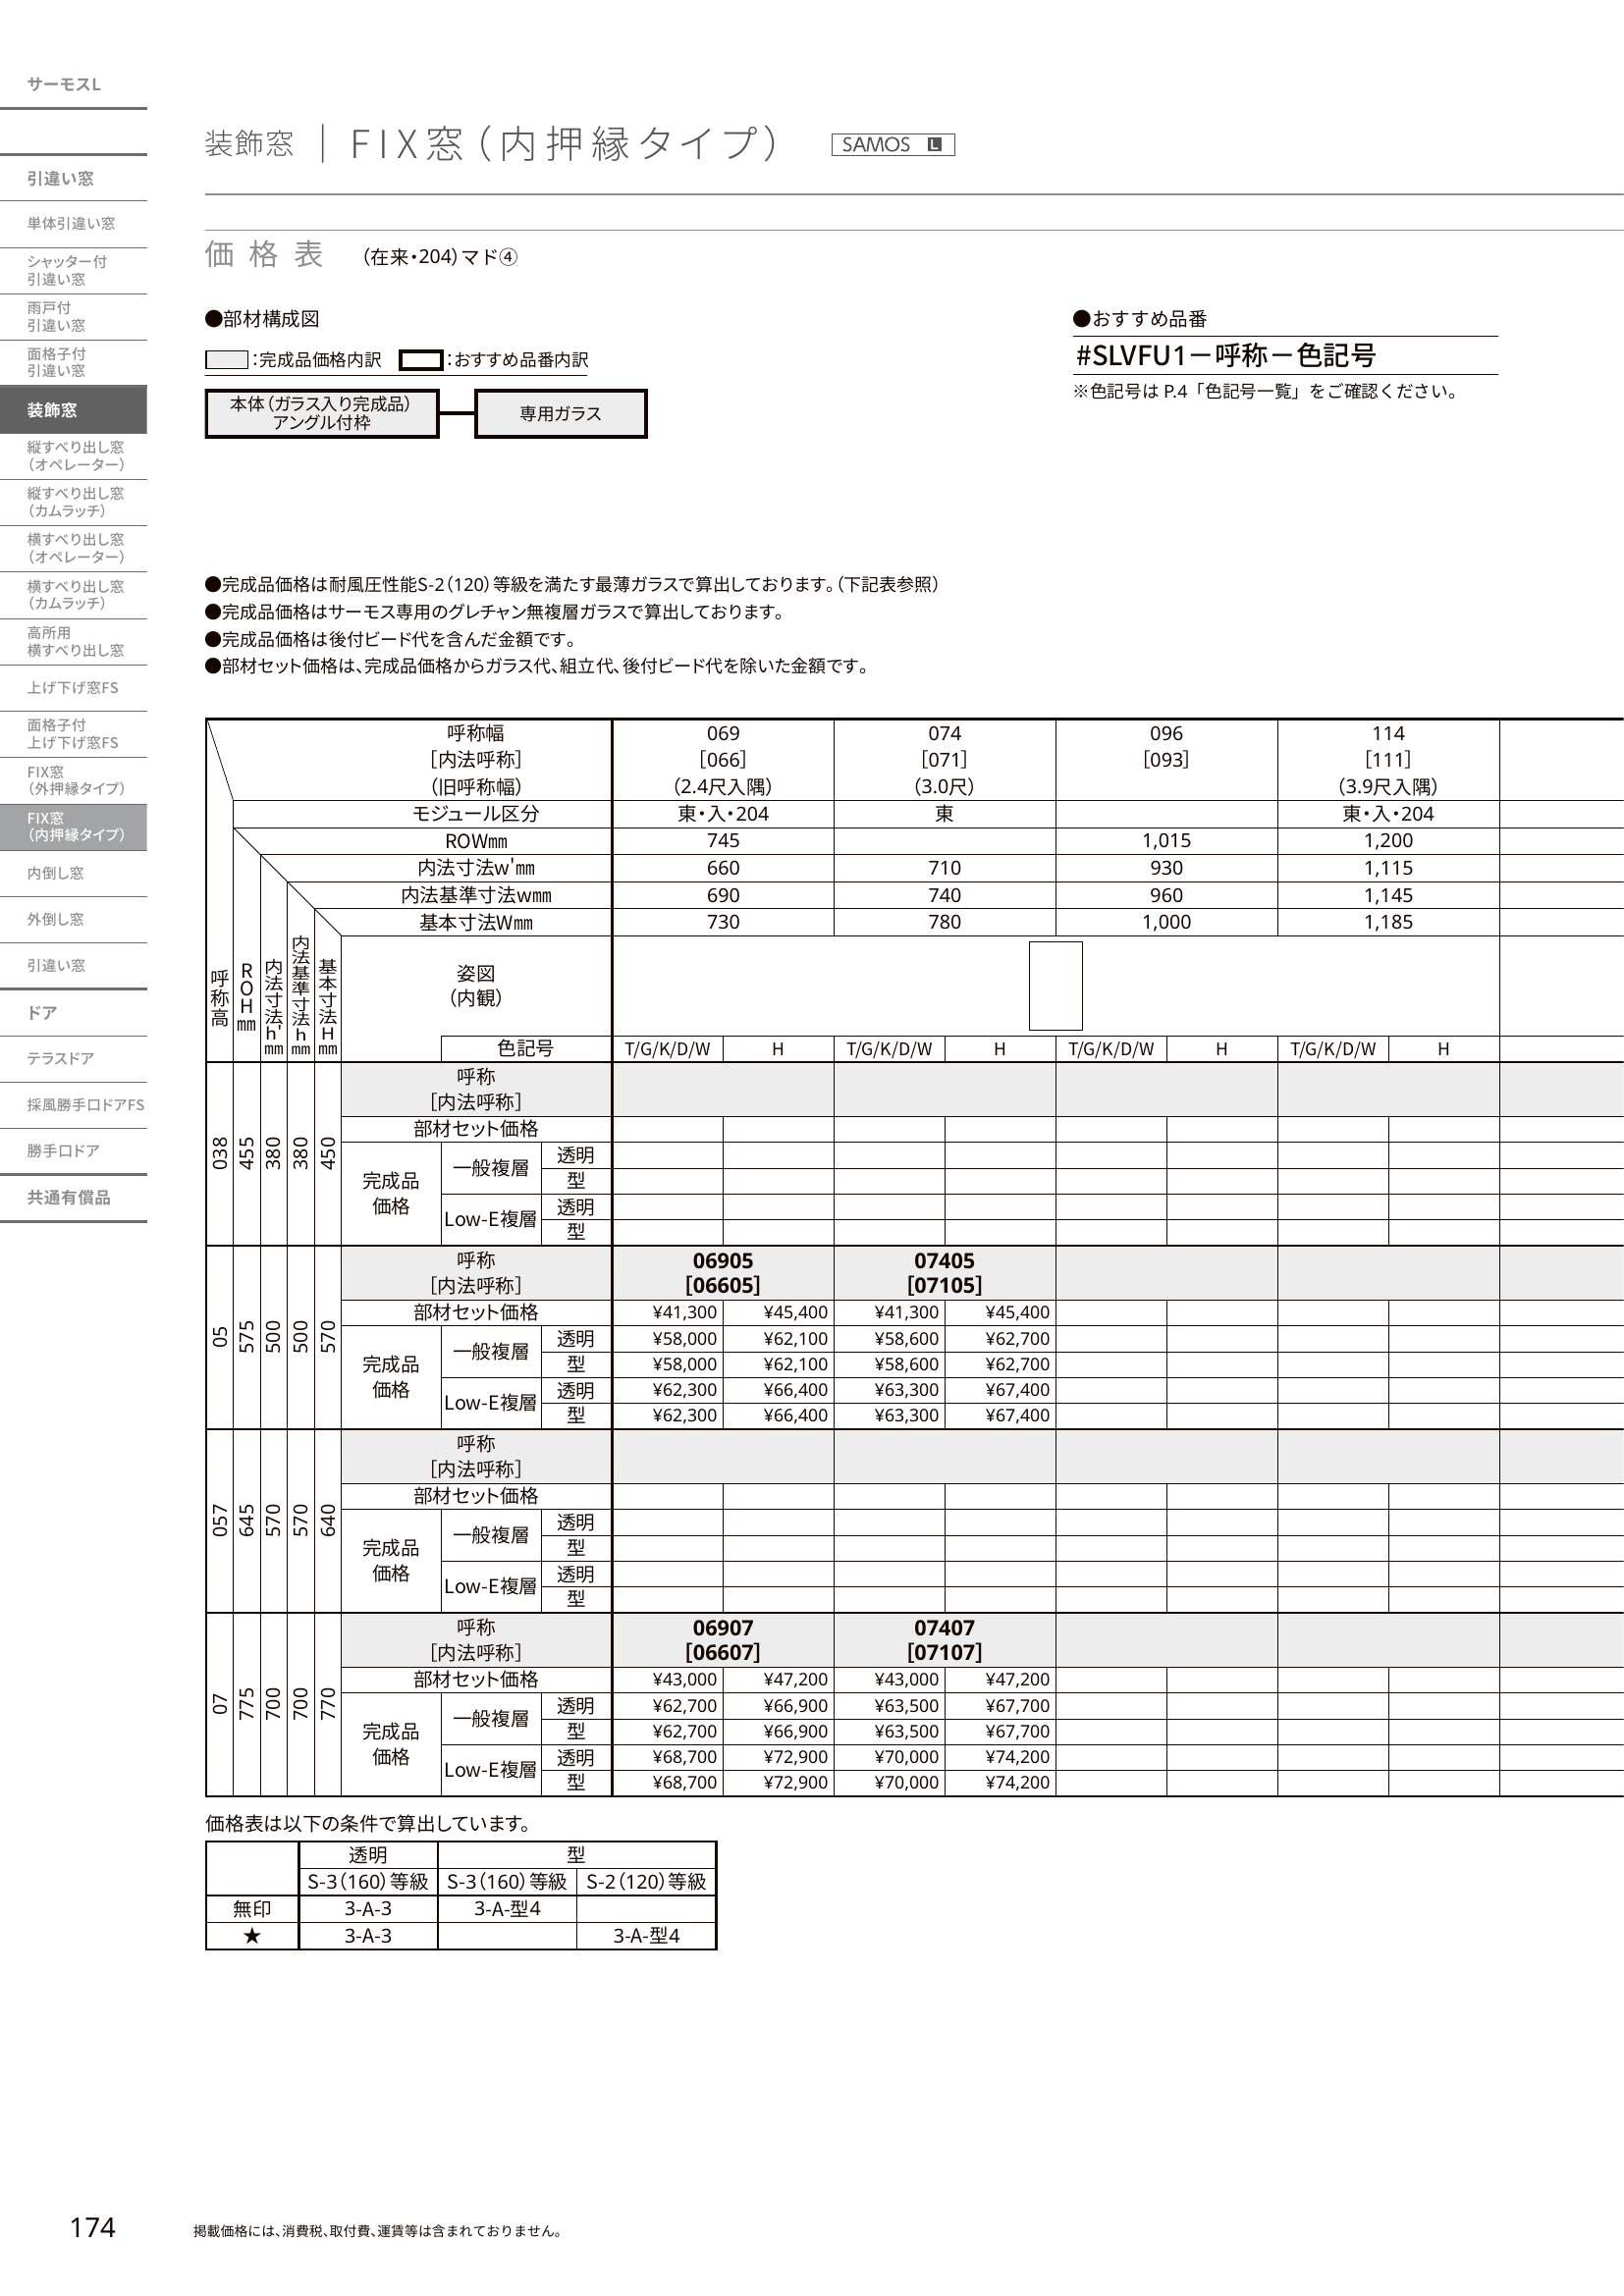 サーモスL
引違い窓
単体引違い窓
シャッター付
引違い窓
雨戸付
引違い窓
面格子付
引違い窓
装飾窓
縦すべり出し窓
（オペレーター）
縦すべり出し窓
（カムラッチ）
横すべり出し窓
（オペレーター）
横すべり出し窓
（カムラッチ）
高所用
横すべり出し窓
上げ下げ窓FS
面格子付
上げ下げ窓FS
FIX窓
（外押縁タイプ）
FIX窓
（内押縁タイプ）
内倒し窓
外倒し窓
引違い窓
ドア
テラスドア
採風勝手口ドアFS
勝手口ドア
共通有償品
装飾窓 FIX窓（内押縁タイプ） SAMOS L
価格表 （在来・204）マド④
●部材構成図
：完成品価格内訳 ：おすすめ品番内訳
本体（ガラス入り完成品）
アングル付枠
専用ガラス
●おすすめ品番
#SLVFU1－呼称－色記号
※色記号は P.4「色記号一覧」をご確認ください。
●完成品価格は耐風圧性能S-2（120）等級を満たす最薄ガラスで算出しております。（下記表参照）
●完成品価格はサーモス専用のグレチャン無複層ガラスで算出しております。
●完成品価格は後付ビード代を含んだ金額です。
●部材セット価格は、完成品価格からガラス代、組立代、後付ビード代を除いた金額です。
呼称幅 069 074 096 114
［内法呼称］ ［066］ ［071］ ［093］ ［111］
（旧呼称幅） （2.4尺入隅） （3.0尺） （3.9尺入隅）
モジュール区分 東・入・204 東 東・入・204
ROW㎜ 745 1,015 1,200
内法寸法w'㎜ 660 710 930 1,115
内法基準寸法w㎜ 690 740 960 1,145
基本寸法W㎜ 730 780 1,000 1,185
呼称高 ROH㎜ 内法寸法h'㎜ 内法基準寸法h㎜ 基本寸法H㎜
姿図
（内観）
色記号 T/G/K/D/W H T/G/K/D/W H T/G/K/D/W H T/G/K/D/W H
038 455 380 380 450
呼称
［内法呼称］
部材セット価格
完成品
価格
一般複層 透明
型
Low-E複層 透明
型
05 575 500 500 570
呼称 06905 07405
［内法呼称］ [06605] [07105]
部材セット価格 ¥41,300 ¥45,400 ¥41,300 ¥45,400
完成品
価格
一般複層 透明 ¥58,000 ¥62,100 ¥58,600 ¥62,700
型 ¥58,000 ¥62,100 ¥58,600 ¥62,700
Low-E複層 透明 ¥62,300 ¥66,400 ¥63,300 ¥67,400
型 ¥62,300 ¥66,400 ¥63,300 ¥67,400
057 645 570 570 640
呼称
［内法呼称］
部材セット価格
完成品
価格
一般複層 透明
型
Low-E複層 透明
型
07 775 700 700 770
呼称 06907 07407
［内法呼称］ [06607] [07107]
部材セット価格 ¥43,000 ¥47,200 ¥43,000 ¥47,200
完成品
価格
一般複層 透明 ¥62,700 ¥66,900 ¥63,500 ¥67,700
型 ¥62,700 ¥66,900 ¥63,500 ¥67,700
Low-E複層 透明 ¥68,700 ¥72,900 ¥70,000 ¥74,200
型 ¥68,700 ¥72,900 ¥70,000 ¥74,200
価格表は以下の条件で算出しています。
透明 型
S-3（160）等級 S-3（160）等級 S-2（120）等級
無印 3-A-3 3-A-型4
★ 3-A-3 3-A-型4
174
掲載価格には、消費税、取付費、運賃等は含まれておりません。